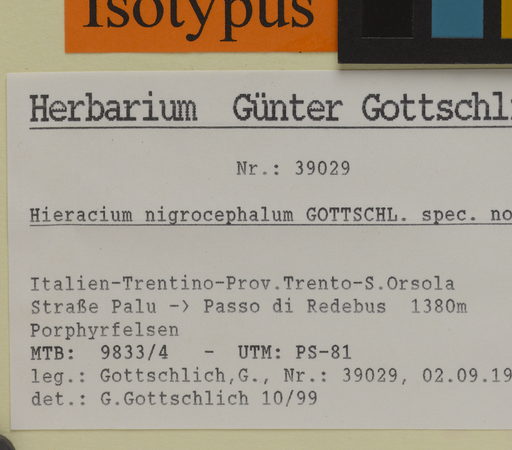 Isotypus
Herbarium Günter Gottschli
Nr.: 39029
Hieracium nigrocephalum GOTTSCHL. spec. no
Italien-Trentino-Prov.Trento-S.Orsola
Straße Palu -> Passo di Redebus 1380m
Porphyrfelsen
MTB: 9833/4 - UTM: PS-81
leg.: Gottschlich,G., Nr.: 39029, 02.09.19
det.: G.Gottschlich 10/99